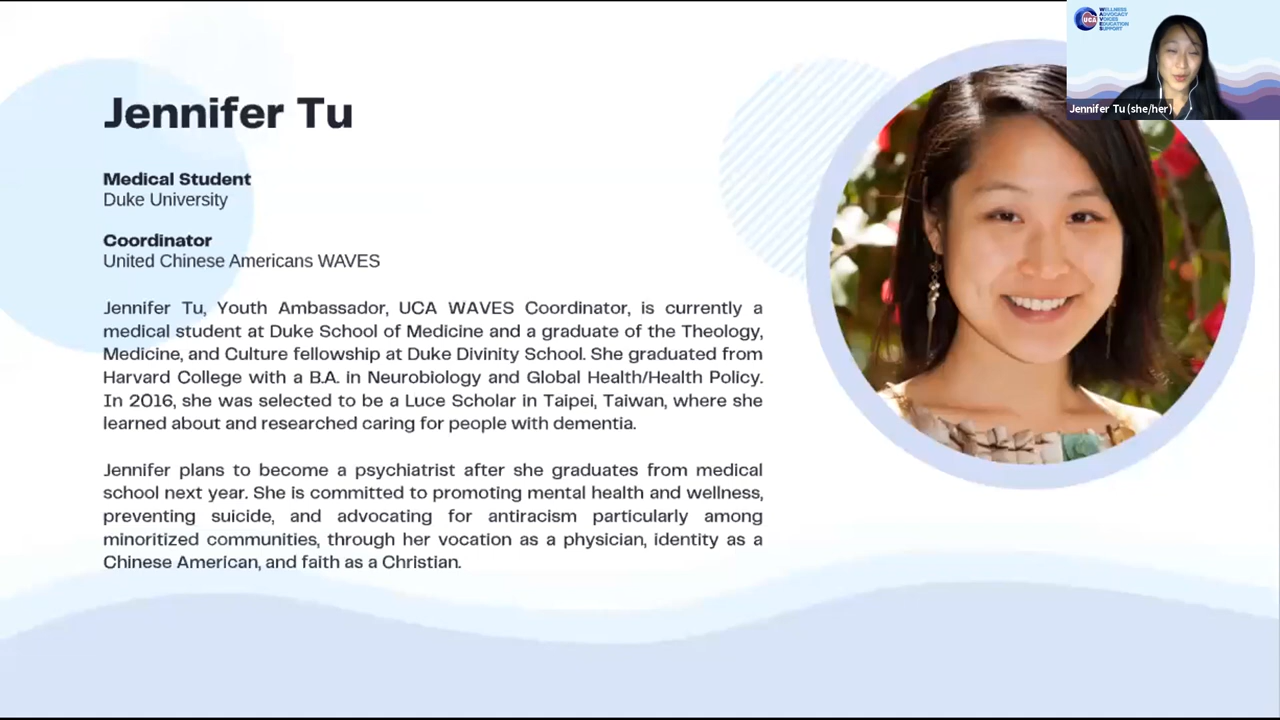 Jennifer Tu
Medical Student
Duke University
Coordinator
United Chinese Americans WAVES
Jennifer Tu, Youth Ambassador, UCA WAVES Coordinator, is currently a
medical student at Duke School of Medicine and a graduate of the Theology,
Medicine, and Culture fellowship at Duke Divinity School. She graduated from
Harvard College with a B.A. in Neurobiology and Global Health/Health Policy.
In 2016, she was selected to be a Luce Scholar in Taipei, Taiwan, where she
learned about and researched caring for people with dementia.
Jennifer plans to become a psychiatrist after she graduates from medical
school next year. She is committed to promoting mental health and wellness,
preventing suicide, and advocating for antiracism particularly among
minoritized communities, through her vocation as a physician, identity as a
Chinese American, and faith as a Christian.
UCA
WELLNESS
ADVOCACY
VOICES
EDUCATION
SUPPORT
Jennifer Tu (she/her)